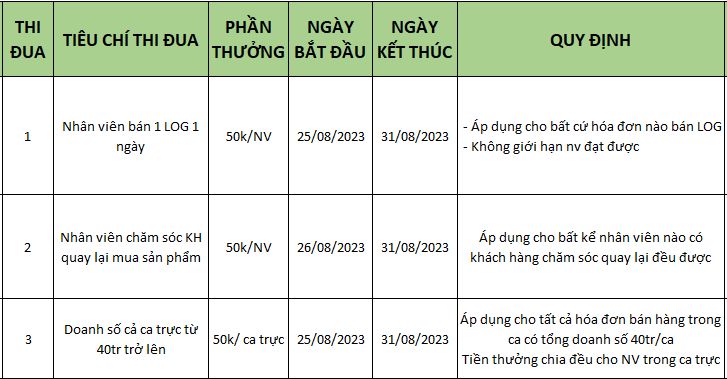 THI ĐUA
TIÊU CHÍ THI ĐUA
PHẦN THƯỞNG
NGÀY BẮT ĐẦU
NGÀY KẾT THÚC
QUY ĐỊNH
1
Nhân viên bán 1 LOG 1
ngày
50k/NV
25/08/2023
31/08/2023
- Áp dụng cho bất cứ hóa đơn nào bán LOG
- Không giới hạn nv đạt được
2
Nhân viên chăm sóc KH
quay lại mua sản phẩm
50k/NV
26/08/2023
31/08/2023
Áp dụng cho bất kể nhân viên nào có
khách hàng chăm sóc quay lại đều được
3
Doanh số cả ca trực từ
40tr trở lên
50k/ ca trực
25/08/2023
31/08/2023
Áp dụng cho tất cả hóa đơn bán hàng trong
ca có tổng doanh số 40tr/ca
Tiền thưởng chia đều cho NV trong ca trực